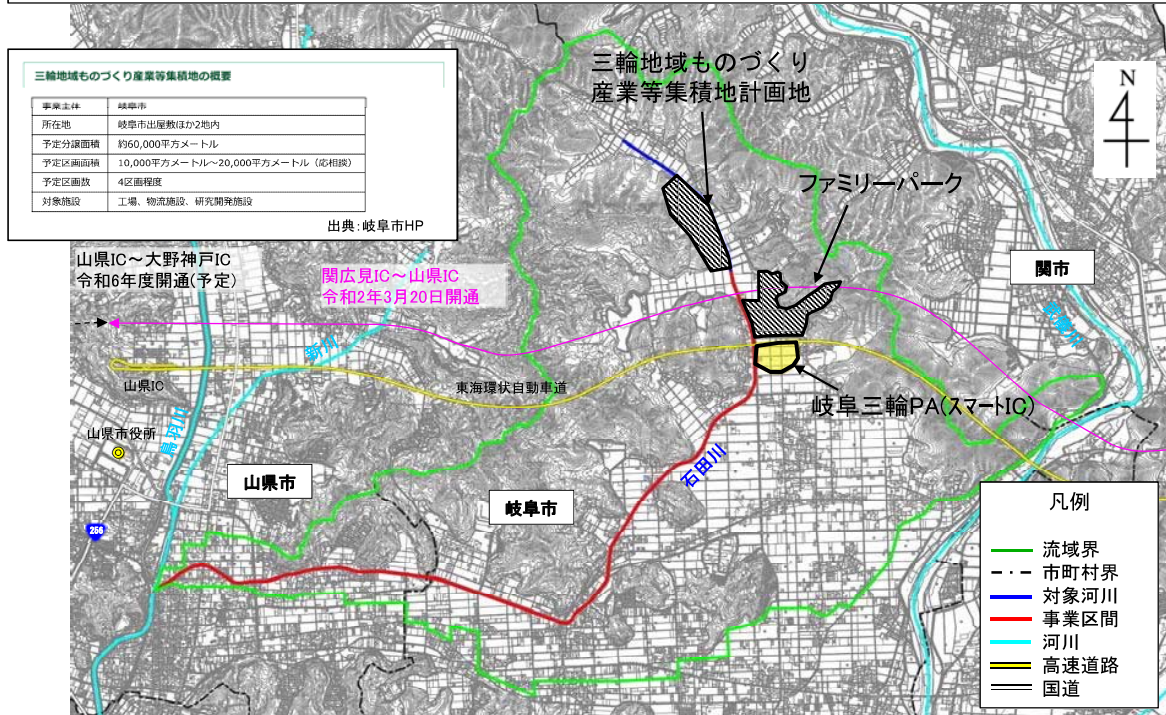 三輪地域ものづくり産業等集積地の概要
事業主体 岐阜市
所在地 岐阜市出屋敷ほか2地内
予定分譲面積 約60,000平方メートル
予定区画面積 10,000平方メートル～20,000平方メートル（応相談）
予定区画数 4区画程度
対象施設 工場、物流施設、研究開発施設
出典：岐阜市HP
三輪地域ものづくり
産業等集積地計画地
N
ファミリーパーク
山県IC～大野神戸IC
令和6年度開通(予定)
関広見IC～山県IC
令和2年3月20日開通
関市
武儀川
新川
山県IC
東海環状自動車道
岐阜三輪PA(スマートIC)
山県市役所
鳥羽川
石田川
山県市
岐阜市
256
凡例
流域界
市町村界
対象河川
事業区間
河川
高速道路
国道